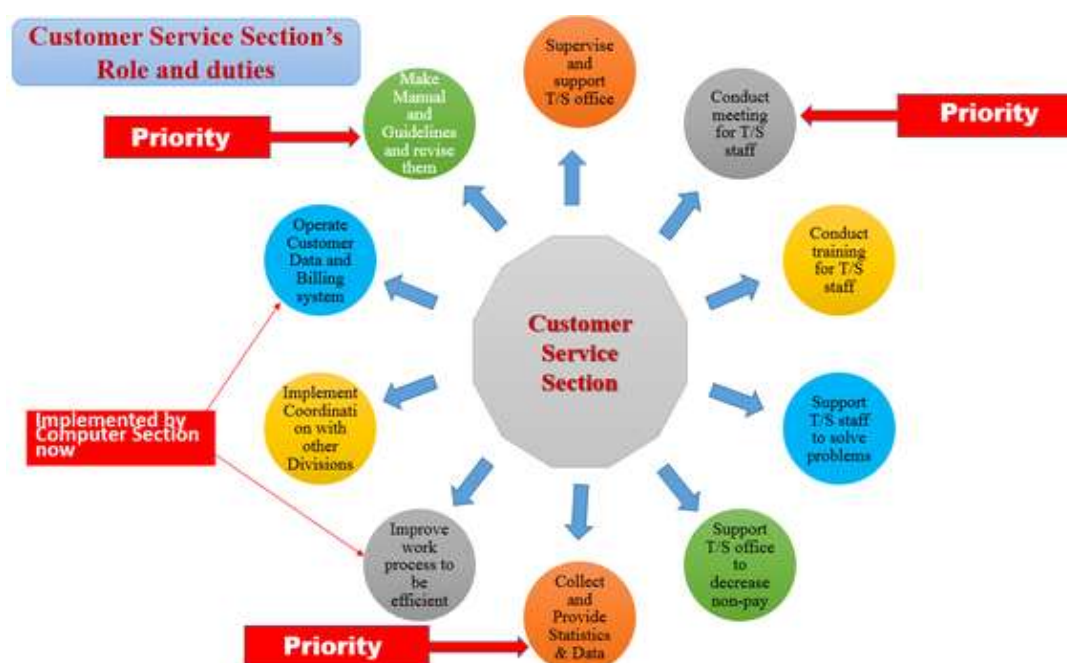 Customer Service Section's
Role and duties
Supervise
and
support
T/S office
Make
Manual
and
Guidelines
and revise
them
Conduct
meeting for
T/S staff
Priority
Priority
Operate
Customer
Data and
Billing
system
Conduct
training
for T/S
staff
Customer
Service
Section
Implemented by
Computer Section
now
Implement
Coordinati
on with
other
Divisions
Support
T/S staff
to solve
problems
Improve
work
process to
be
efficient
Support
T/S office
to
decrease
non-pay
Collect
and
Provide
Statistics
& Data
Priority